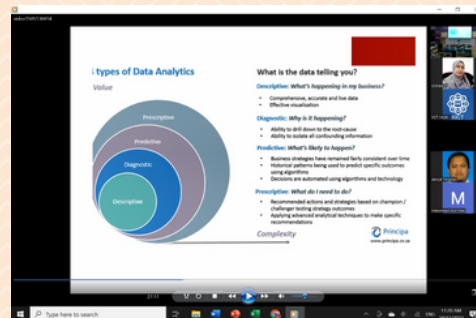 types of Data Analytics
Value
Prescriptive
Predictive
Diagnostic
Descriptive
What is the data telling you?
Descriptive: What's happening in my business?
• Comprehensive, accurate and live data
• Effective visualisation
Diagnostic: Why is it happening?
• Ability to drill down to the root-cause
• Ability to isolate all confounding information
Predictive: What's likely to happen?
• Business strategies have remained fairly consistent over time
• Historical patterns being used to predict specific outcomes
using algorithms
• Decisions are automated using algorithms and technology
Prescriptive: What do I need to do?
• Recommended actions and strategies based on champion /
challenger testing strategy outcomes
• Applying advanced analytical techniques to make specific
recommendations
Complexity
Principa
www.principa.co.za
M
Type here to search